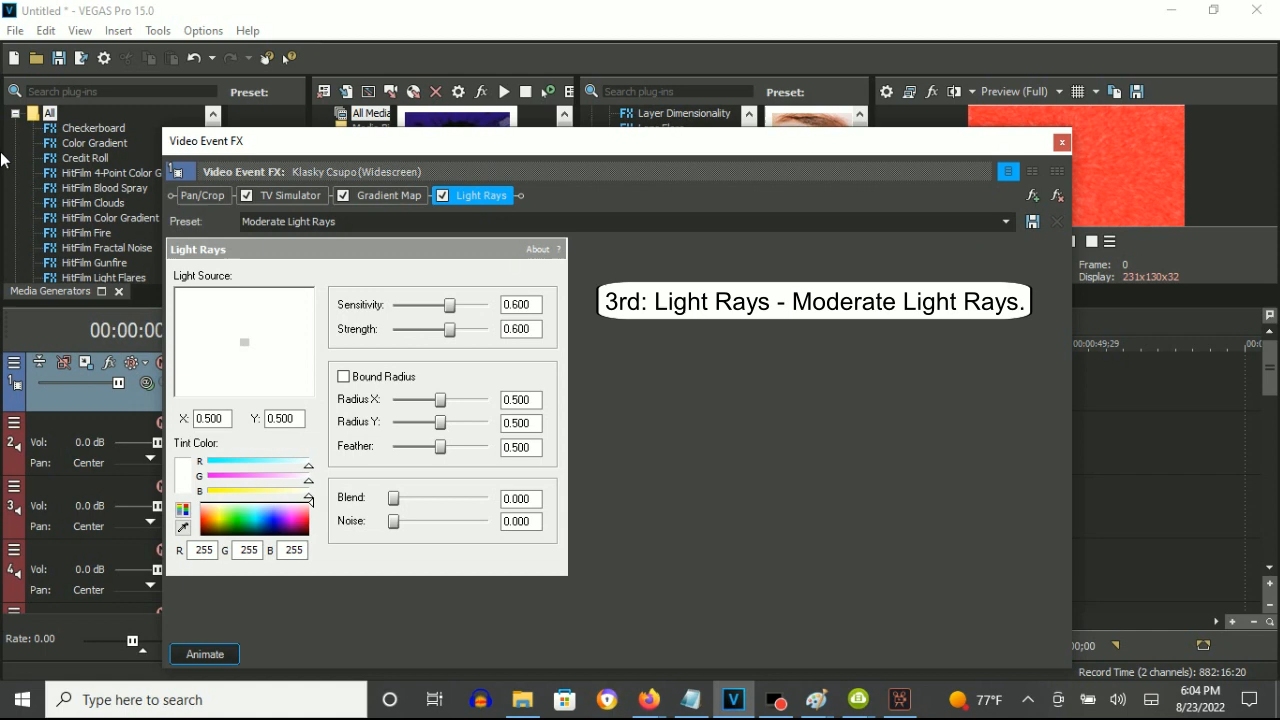 Untitled * - VEGAS Pro 15.0
File Edit View Insert Tools Options Help
Search plug-ins Preset:
Search plug-ins Preset:
Preview (Full)
All
Checkerboard
Color Gradient
Credit Roll
HitFilm 4-Point Color G
HitFilm Blood Spray
HitFilm Clouds
HitFilm Color Gradient
HitFilm Fire
HitFilm Fractal Noise
HitFilm Gunfire
HitFilm Light Flares
Media Generators
All Media
Layer Dimensionality
Video Event FX
Video Event FX: Klasky Csupo (Widescreen)
Pan/Crop TV Simulator Gradient Map Light Rays
Preset: Moderate Light Rays
Light Rays About ?
Light Source:
X: 0.500 Y: 0.500
Tint Color:
R
G
B
R 255 G 255 B 255
Sensitivity: 0.600
Strength: 0.600
Bound Radius
Radius X: 0.500
Radius Y: 0.500
Feather: 0.500
Blend: 0.000
Noise: 0.000
Animate
3rd: Light Rays - Moderate Light Rays.
Frame: 0
Display: 231x130x32
00:00:00
00:00:49;29
1
2 Vol: 0.0 dB
Pan: Center
3 Vol: 0.0 dB
Pan: Center
4 Vol: 0.0 dB
Pan: Center
Rate: 0.00
Record Time (2 channels): 882:16:20
Type here to search
77°F
6:04 PM
8/23/2022